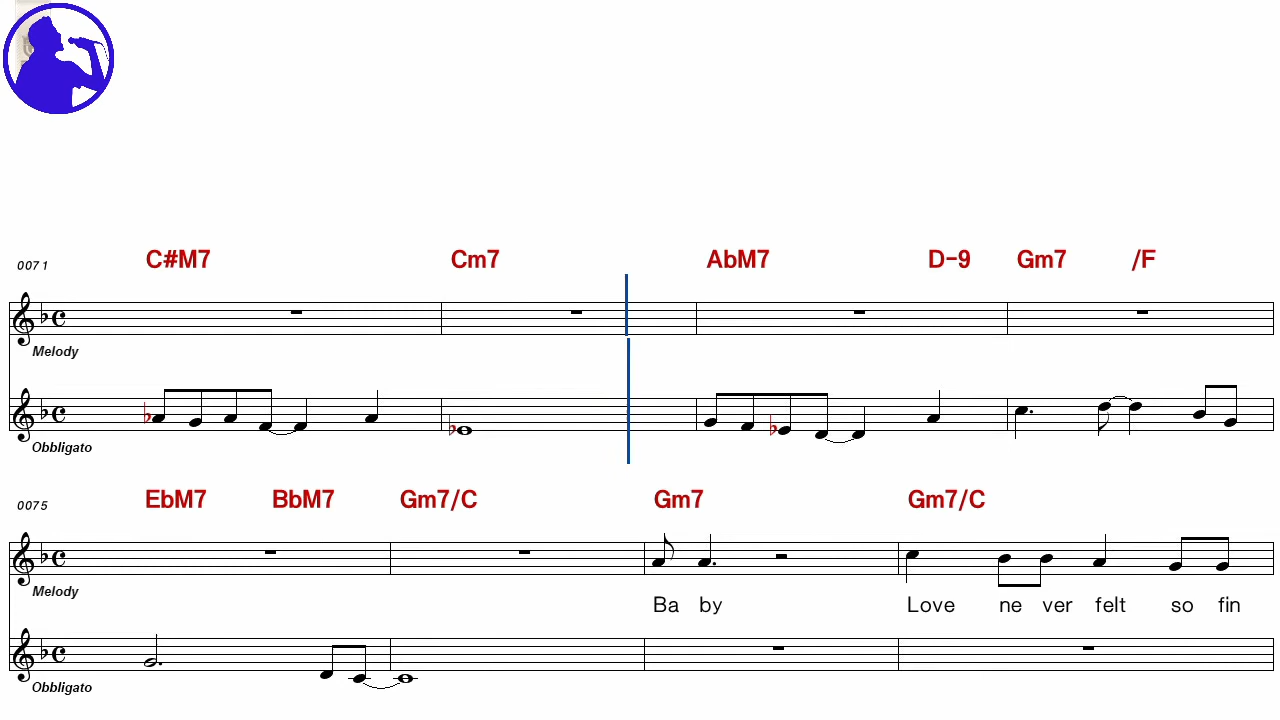 0071 C#M7 Cm7 AbM7 D-9 Gm7 /F
Melody
Obbligato
0075 EbM7 BbM7 Gm7/C Gm7 Gm7/C
Melody
Ba by Love ne ver felt so fin
Obbligato